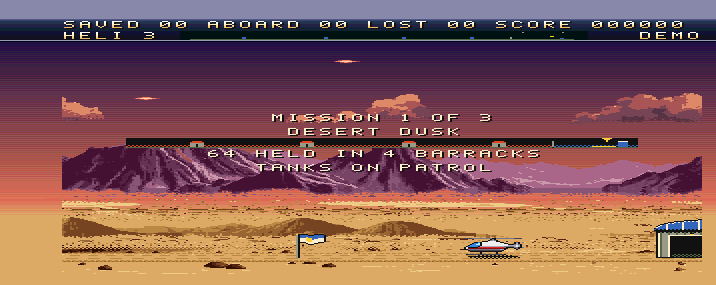 SAVED 00 ABOARD 00 LOST 00 SCORE 000000
HELI 3 DEMO
MISSION 1 OF 3
DESERT DUSK
64 HELD IN 4 BARRACKS
TANKS ON PATROL